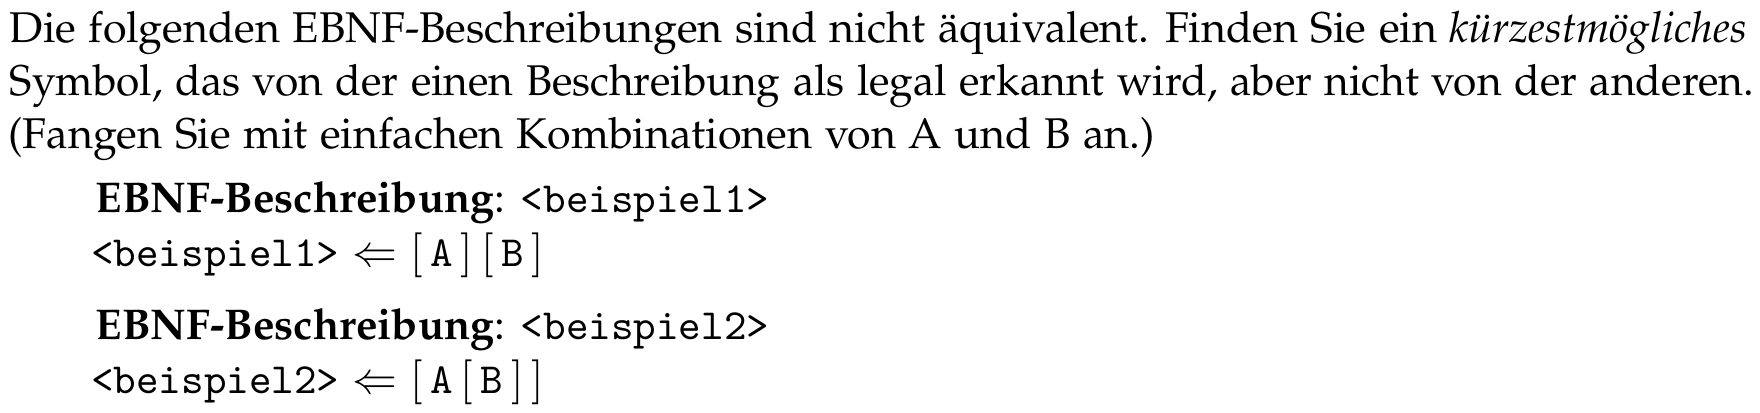 Die folgenden EBNF-Beschreibungen sind nicht äquivalent. Finden Sie ein kürzestmögliches
Symbol, das von der einen Beschreibung als legal erkannt wird, aber nicht von der anderen.
(Fangen Sie mit einfachen Kombinationen von A und B an.)
EBNF-Beschreibung: <beispiel1>
<beispiel1> ⇐ [A][B]
EBNF-Beschreibung: <beispiel2>
<beispiel2> ⇐ [A[B]]